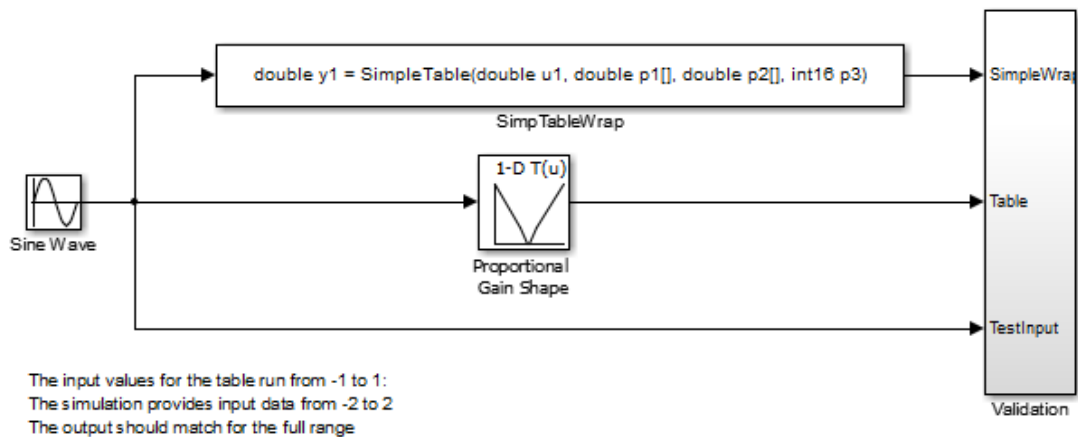 double y1 = SimpleTable(double u1, double p1[], double p2[], int16 p3)
SimpTableWrap
SimpleWrap
1-D T(u)
Table
Sine Wave
Proportional
Gain Shape
TestInput
The input values for the table run from -1 to 1:
The simulation provides input data from -2 to 2
The output should match for the full range
Validation